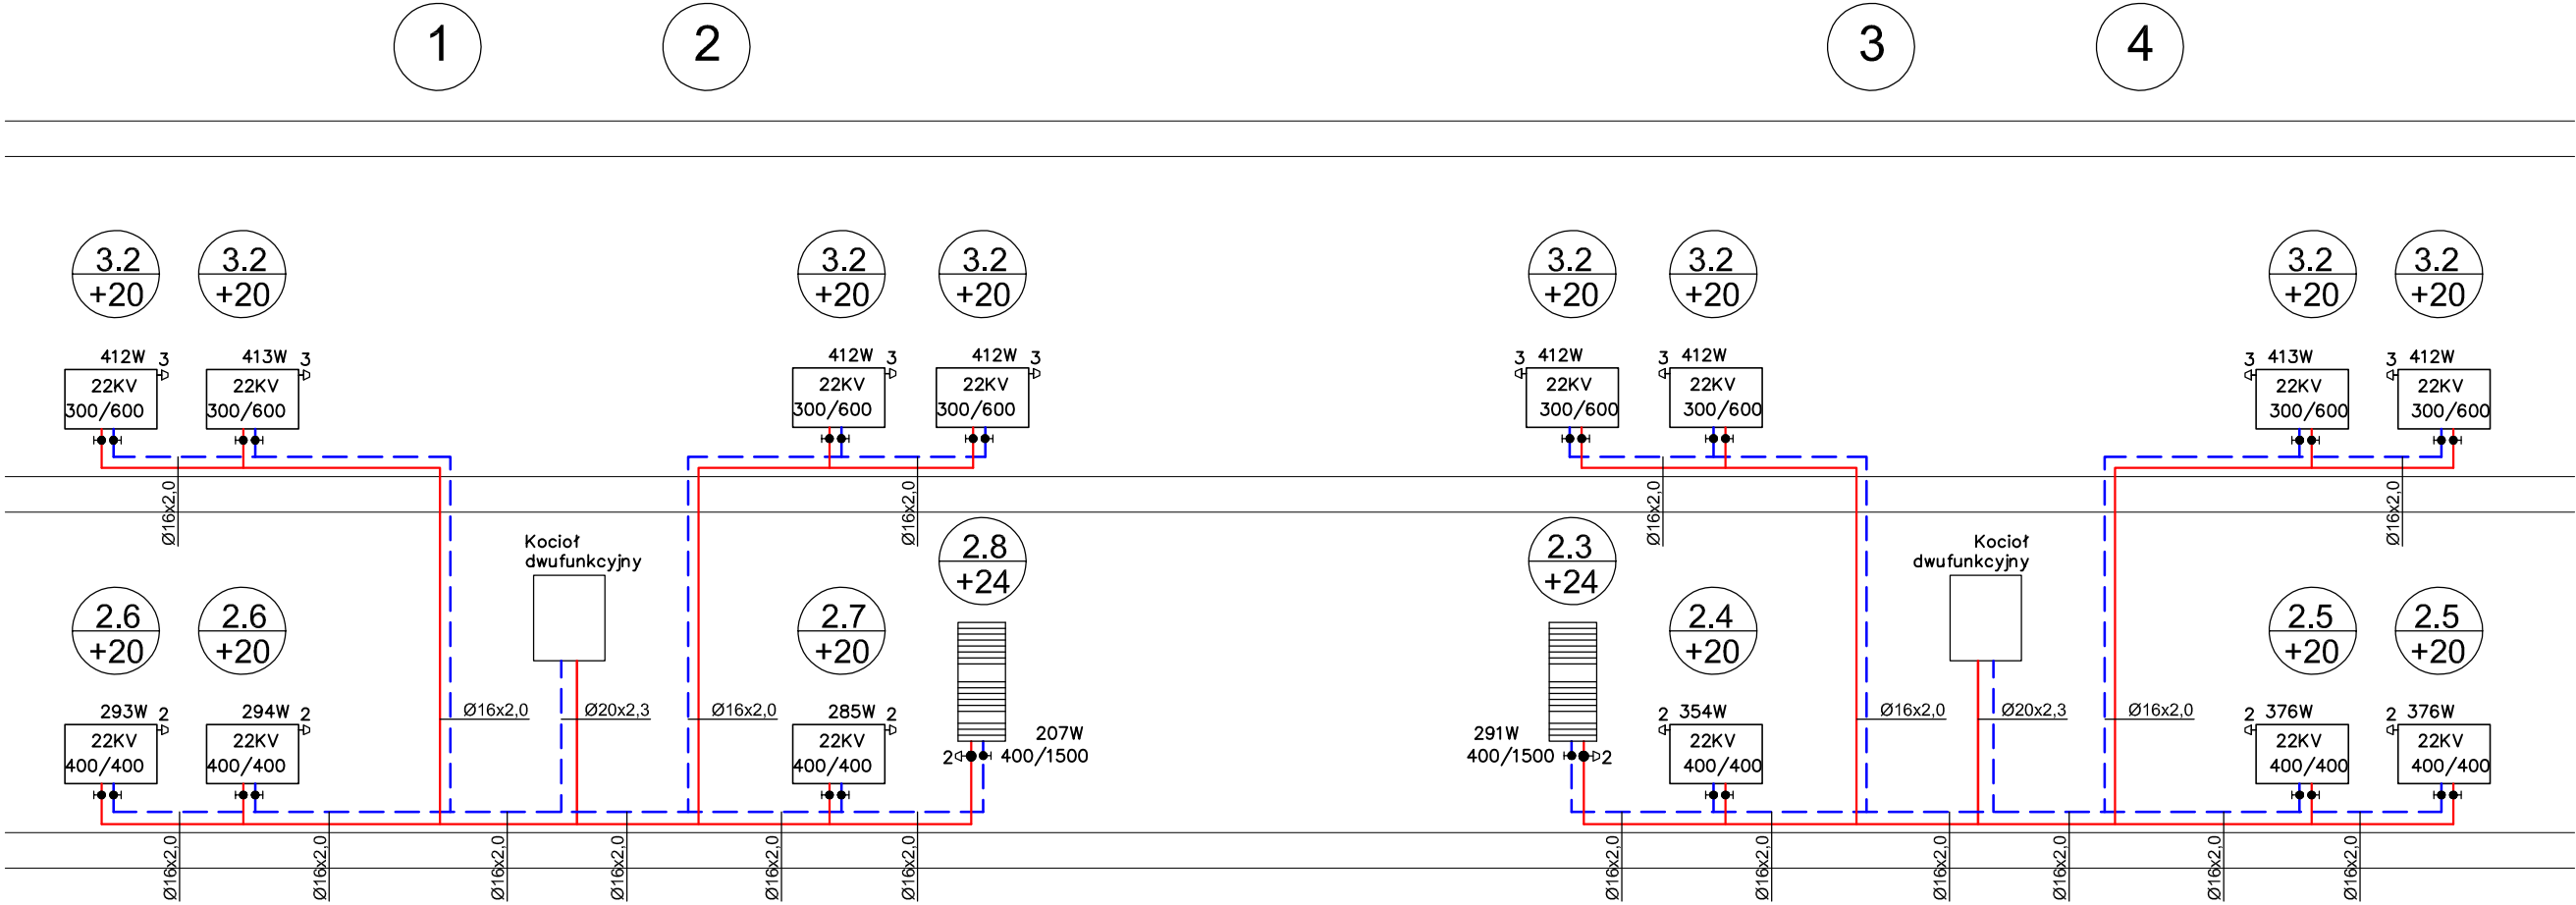 1 2 3 4
3.2 3.2 3.2 3.2 3.2 3.2 3.2 3.2
+20 +20 +20 +20 +20 +20 +20 +20
412W 3 413W 3 412W 3 412W 3 3 412W 3 412W 3 413W 3 412W
22KV 22KV 22KV 22KV 22KV 22KV 22KV 22KV
300/600 300/600 300/600 300/600 300/600 300/600 300/600 300/600
Ø16x2,0 Ø16x2,0 Ø16x2,0 Ø16x2,0
Kocioł
dwufunkcyjny
2.8
+24
2.3
+24
Kocioł
dwufunkcyjny
2.6 2.6 2.7 2.4 2.5 2.5
+20 +20 +20 +20 +20 +20
293W 2 294W 2 Ø16x2,0 Ø20x2,3 Ø16x2,0 285W 2 2 354W Ø16x2,0 Ø20x2,3 Ø16x2,0 2 376W 2 376W
22KV 22KV 22KV 207W 291W 22KV 22KV 22KV
400/400 400/400 400/400 2 400/1500 400/1500 2 400/400 400/400 400/400
Ø16x2,0 Ø16x2,0 Ø16x2,0 Ø16x2,0 Ø16x2,0 Ø16x2,0 Ø16x2,0 Ø16x2,0 Ø16x2,0 Ø16x2,0 Ø16x2,0 Ø16x2,0